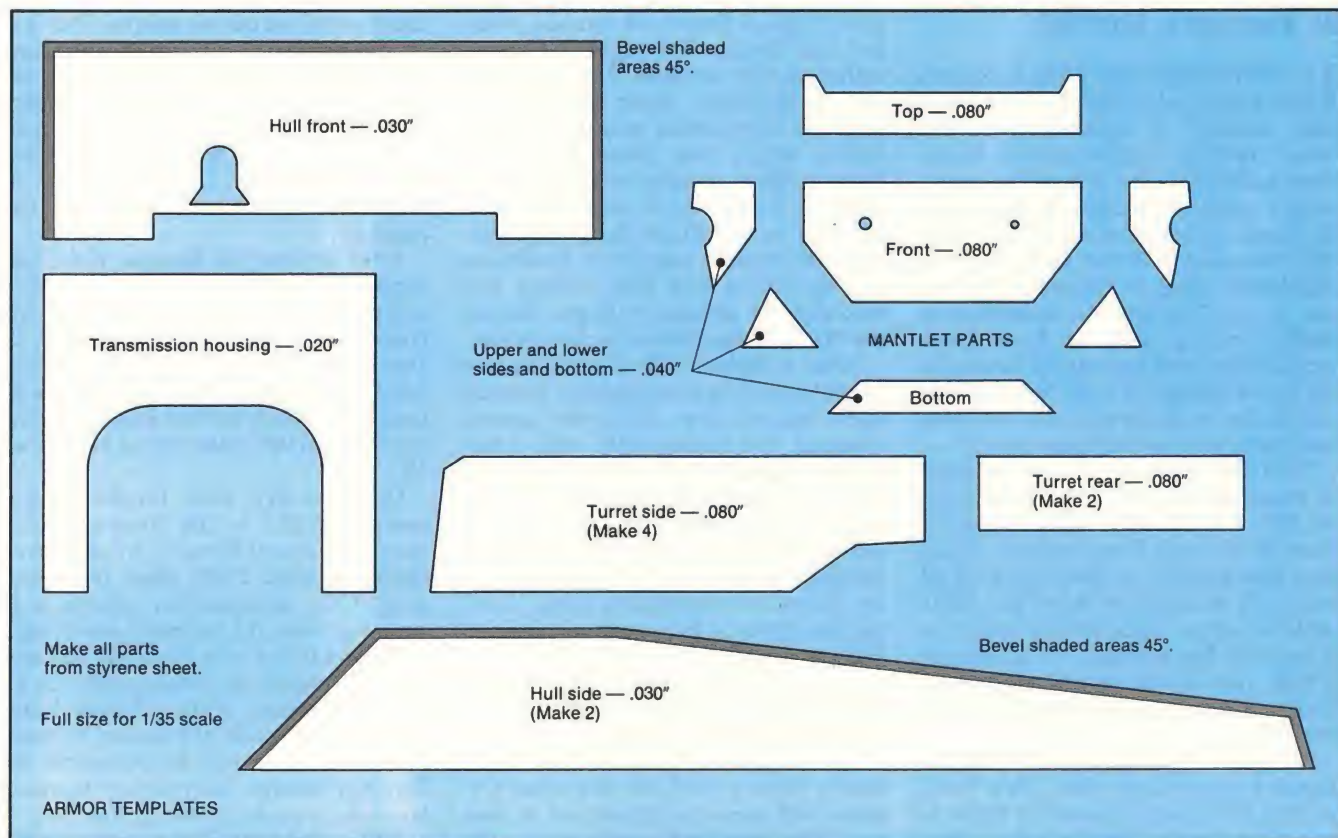 Bevel shaded
areas 45°.
Hull front — .030″
Top — .080″
Front — .080″
Transmission housing — .020″
MANTLET PARTS
Upper and lower
sides and bottom — .040″
Bottom
Turret side — .080″
(Make 4)
Turret rear — .080″
(Make 2)
Make all parts
from styrene sheet.
Bevel shaded areas 45°.
Hull side — .030″
(Make 2)
Full size for 1/35 scale
ARMOR TEMPLATES